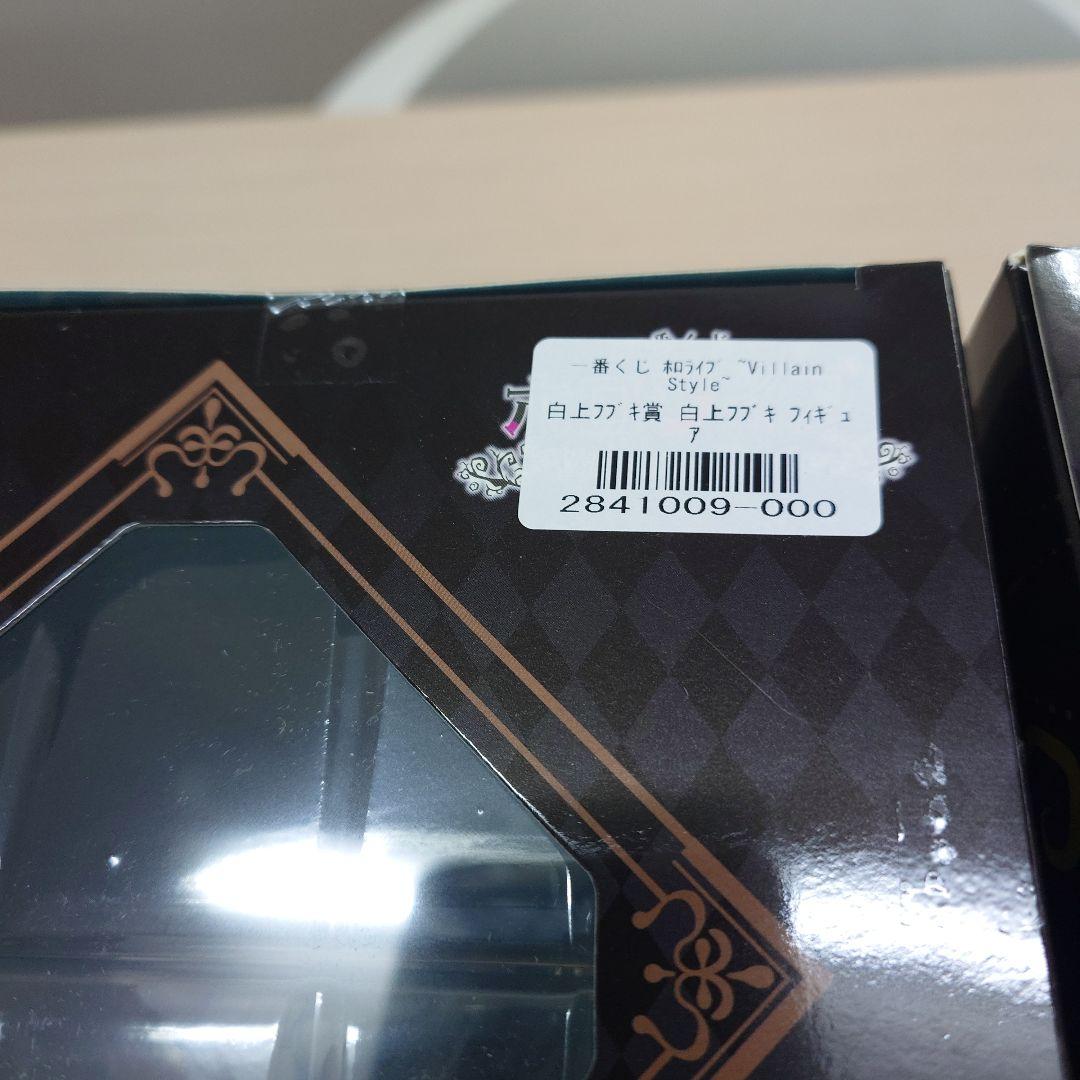 一番くじ ﾎﾛﾗｲﾌﾞ ~Villain
Style~
白上ﾌﾌﾞｷ賞 白上ﾌﾌﾞｷ ﾌｨｷﾞｭ
ｱ
2841009-000